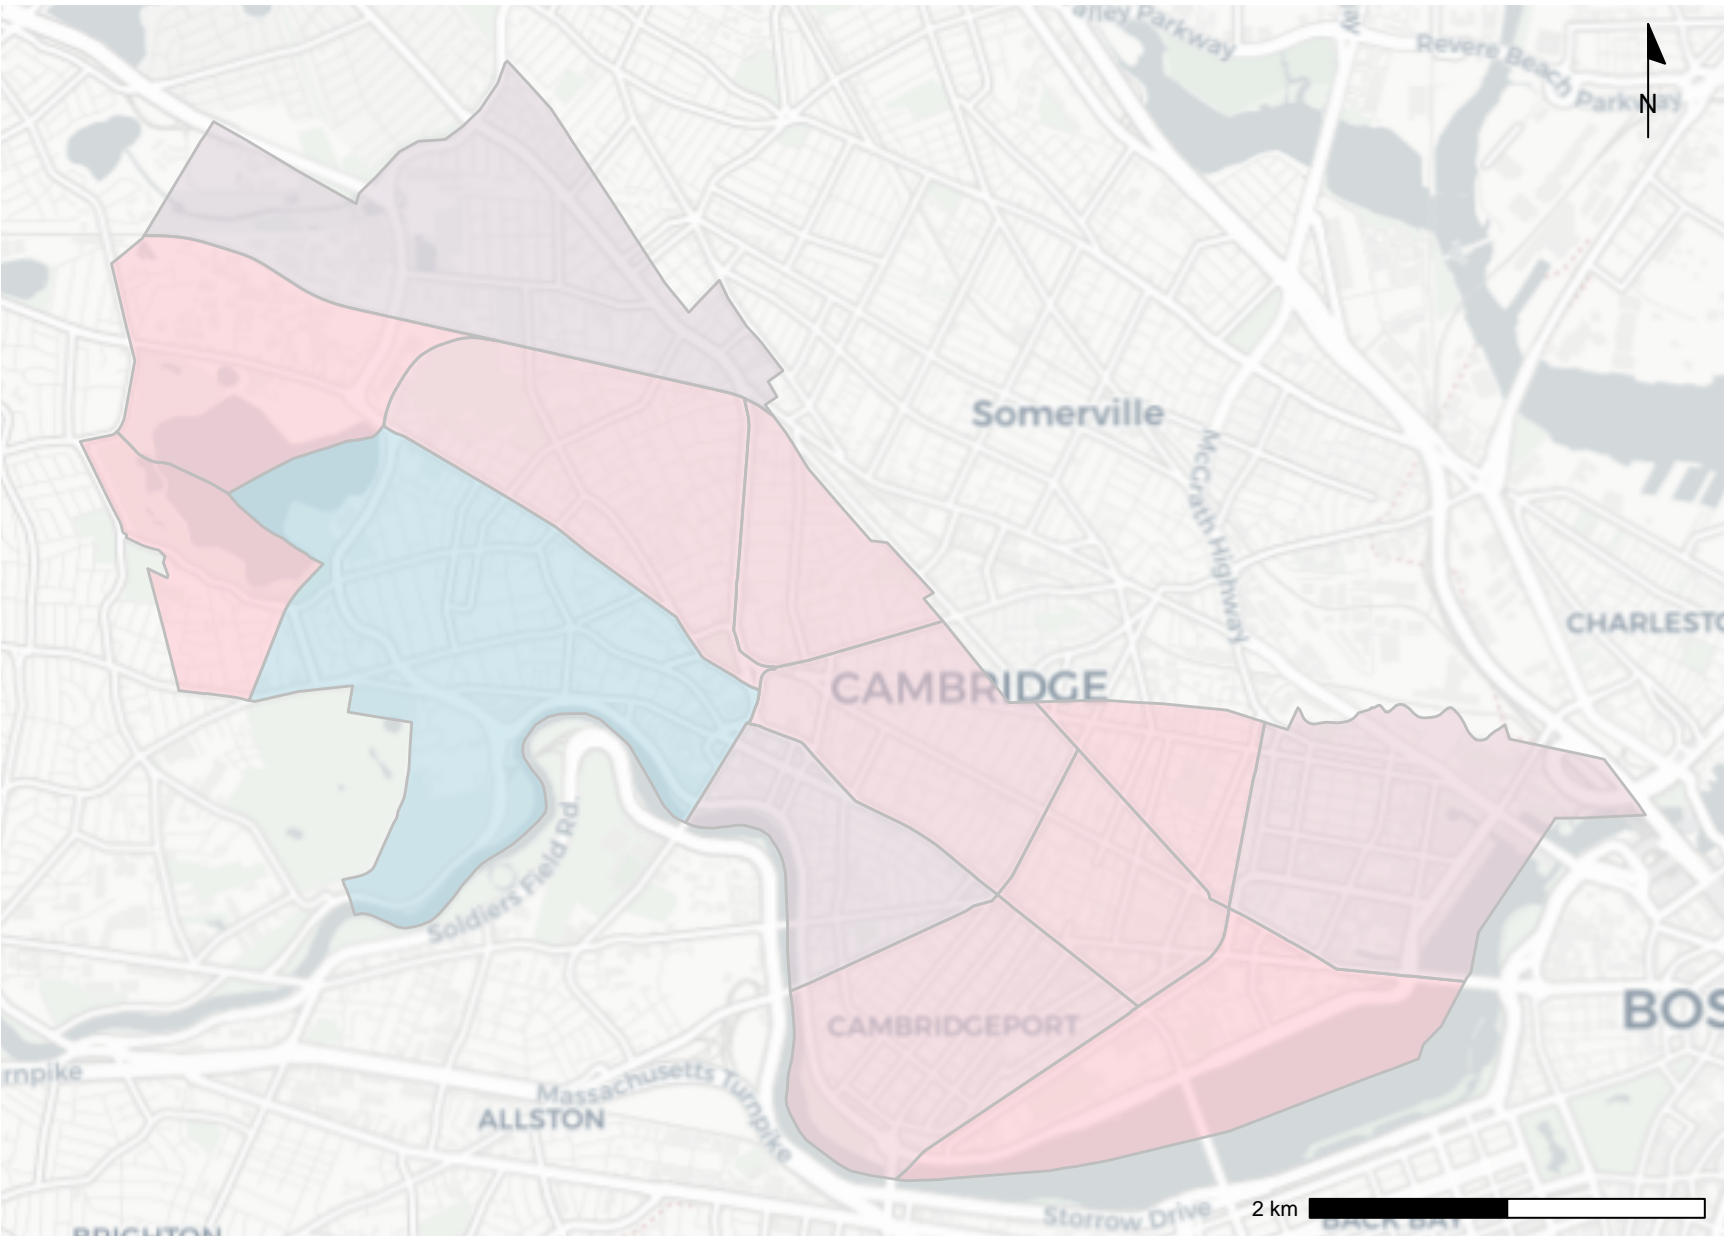 Revere Beach Parkway
N
Somerville
McGrath Highway
CHARLESTO
CAMBRIDGE
Soldiers Field Rd.
BOS
CAMBRIDGEPORT
rnpike
Massachusetts Turnpike
ALLSTON
2 km
Storrow Drive
BACK BAY
BRIGHTON